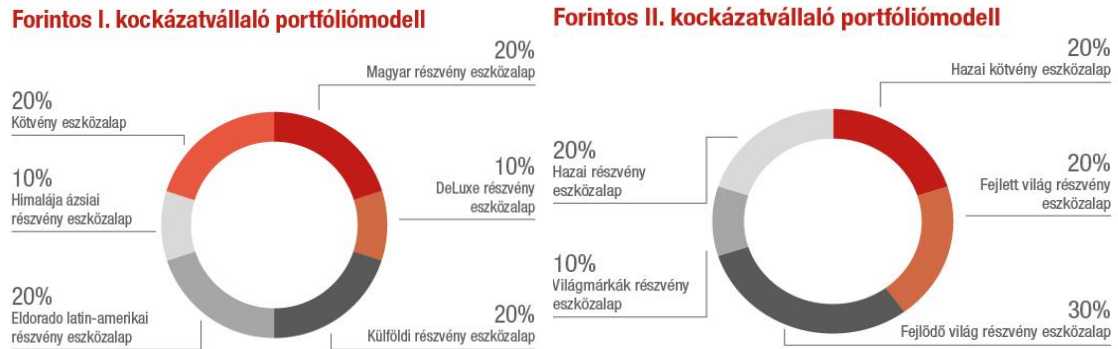 Forintos I. kockázatvállaló portfóliómodell
20%
Magyar részvény eszközalap
20%
Kötvény eszközalap
10%
DeLuxe részvény
eszközalap
10%
Himalája ázsiai
részvény eszközalap
20%
Eldorado latin-amerikai
részvény eszközalap
20%
Külföldi részvény eszközalap
Forintos II. kockázatvállaló portfóliómodell
20%
Hazai kötvény eszközalap
20%
Hazai részvény
eszközalap
20%
Fejlett világ részvény
eszközalap
10%
Világmárkák részvény
eszközalap
30%
Fejlődő világ részvény eszközalap